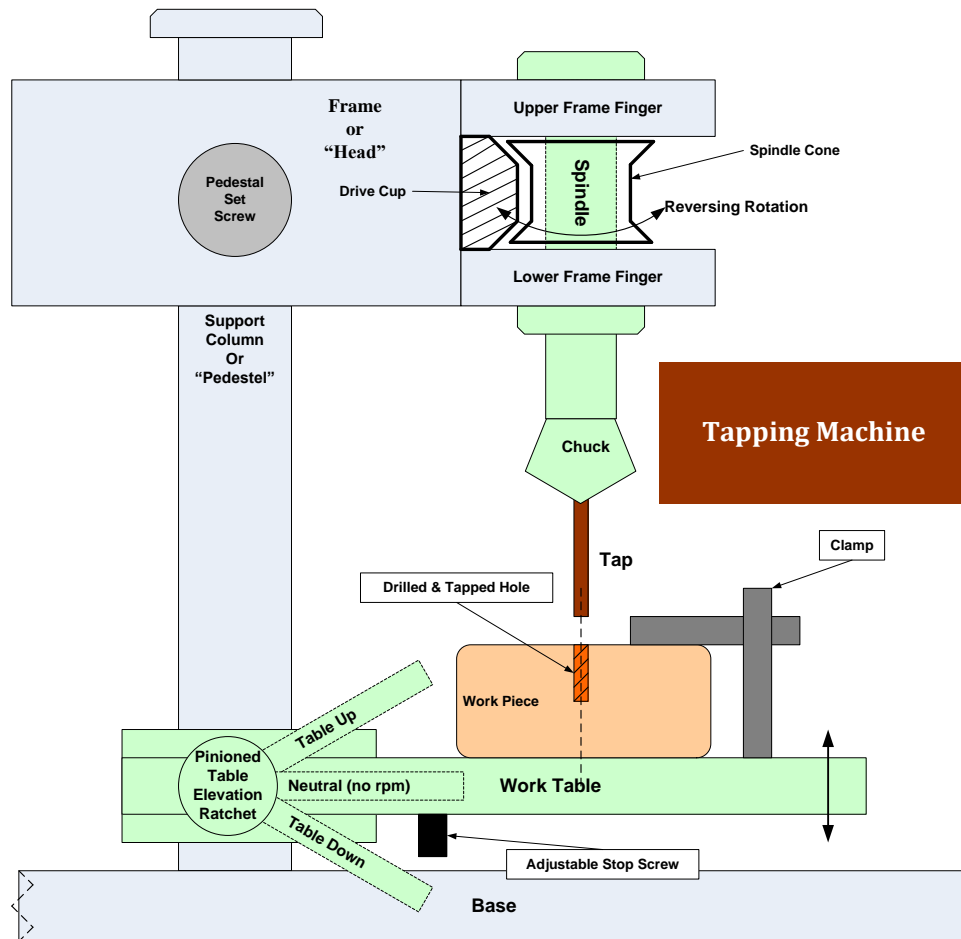 Frame
or
“Head”
Upper Frame Finger
Spindle Cone
Pedestal
Set
Screw
Drive Cup
Spindle
Reversing Rotation
Lower Frame Finger
Support
Column
Or
“Pedestel”
Tapping Machine
Chuck
Clamp
Tap
Drilled & Tapped Hole
Work Piece
Table Up
Pinioned
Table
Elevation
Ratchet
Neutral (no rpm)
Work Table
Table Down
Adjustable Stop Screw
Base